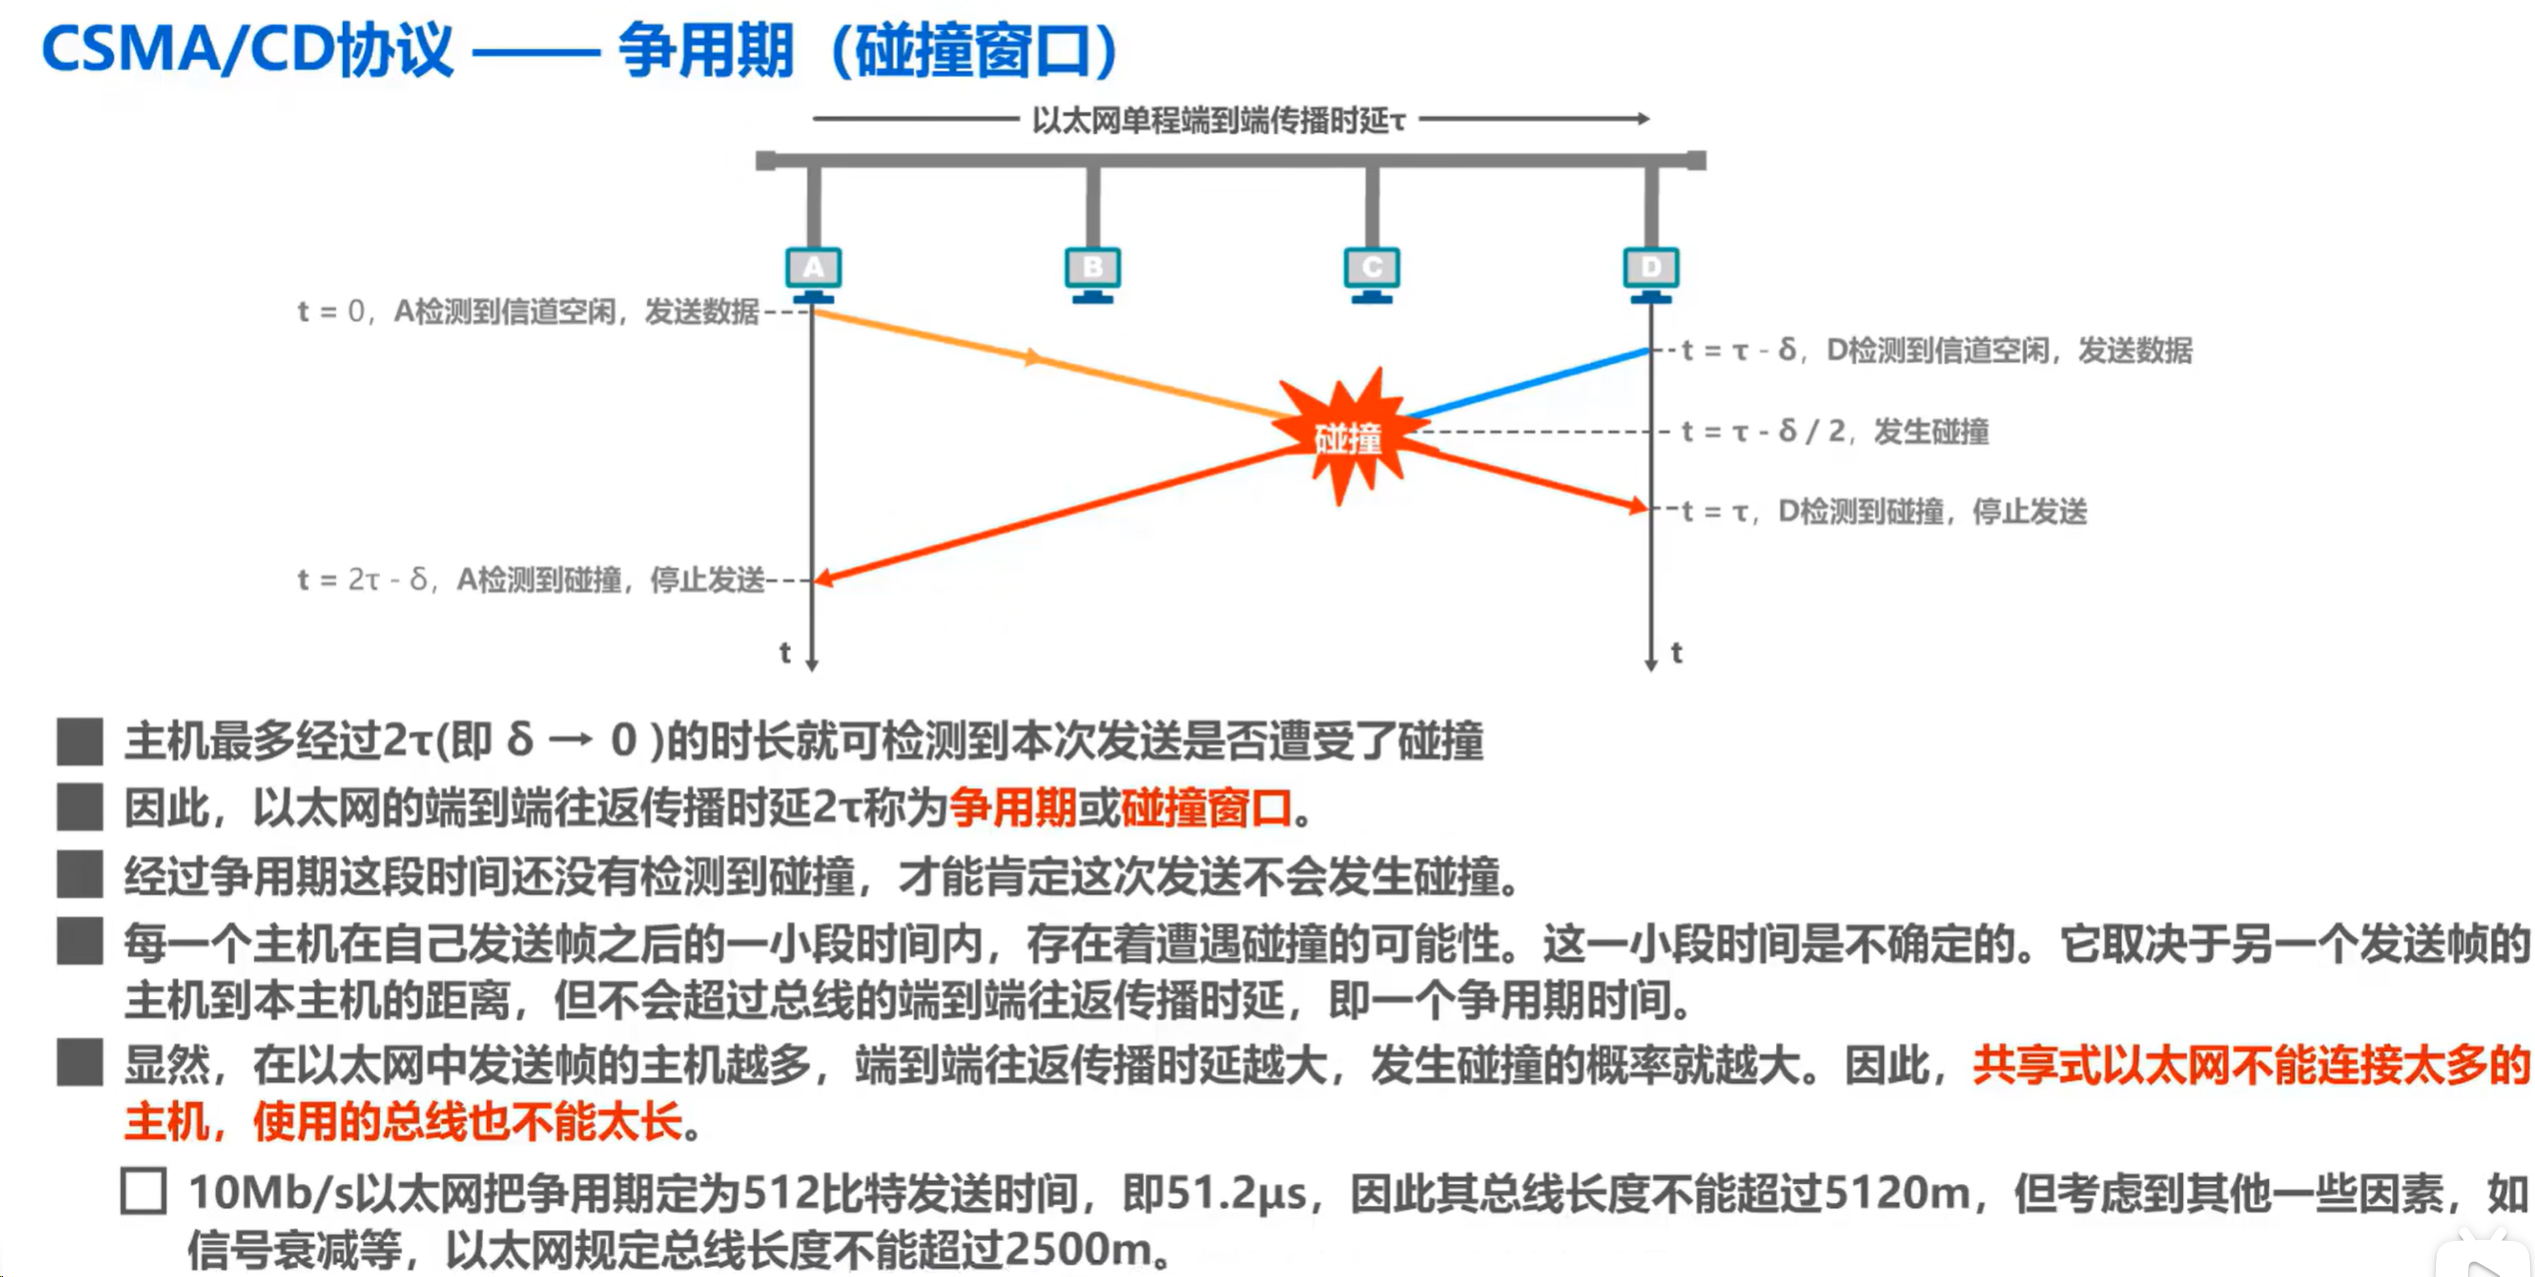 CSMA/CD协议 —— 争用期（碰撞窗口）
以太网单程端到端传播时延τ
A
B
C
D
t = 0，A检测到信道空闲，发送数据
t = τ - δ，D检测到信道空闲，发送数据
碰撞
t = τ - δ / 2，发生碰撞
t = τ，D检测到碰撞，停止发送
t = 2τ - δ，A检测到碰撞，停止发送
t
t
主机最多经过2τ(即 δ → 0 )的时长就可检测到本次发送是否遭受了碰撞
因此，以太网的端到端往返传播时延2τ称为争用期或碰撞窗口。
经过争用期这段时间还没有检测到碰撞，才能肯定这次发送不会发生碰撞。
每一个主机在自己发送帧之后的一小段时间内，存在着遭遇碰撞的可能性。这一小段时间是不确定的。它取决于另一个发送帧的
主机到本主机的距离，但不会超过总线的端到端往返传播时延，即一个争用期时间。
显然，在以太网中发送帧的主机越多，端到端往返传播时延越大，发生碰撞的概率就越大。因此，共享式以太网不能连接太多的
主机，使用的总线也不能太长。
10Mb/s以太网把争用期定为512比特发送时间，即51.2μs，因此其总线长度不能超过5120m，但考虑到其他一些因素，如
信号衰减等，以太网规定总线长度不能超过2500m。